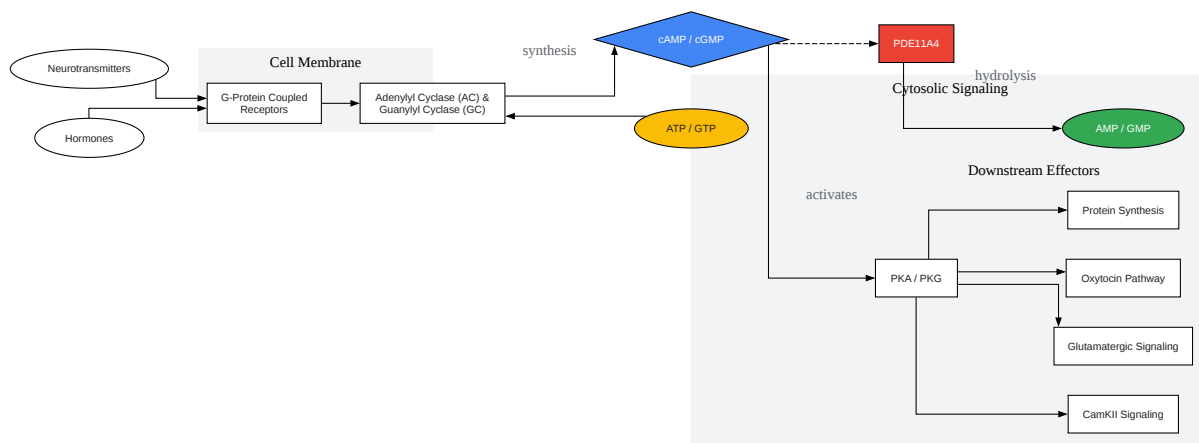 cAMP / cGMP
PDE11A4
synthesis
Cell Membrane
Neurotransmitters
hydrolysis
Cytosolic Signaling
G-Protein Coupled
Receptors
Adenylyl Cyclase (AC) &
Guanylyl Cyclase (GC)
Hormones
ATP / GTP
AMP / GMP
Downstream Effectors
activates
Protein Synthesis
PKA / PKG
Oxytocin Pathway
Glutamatergic Signaling
CamKII Signaling